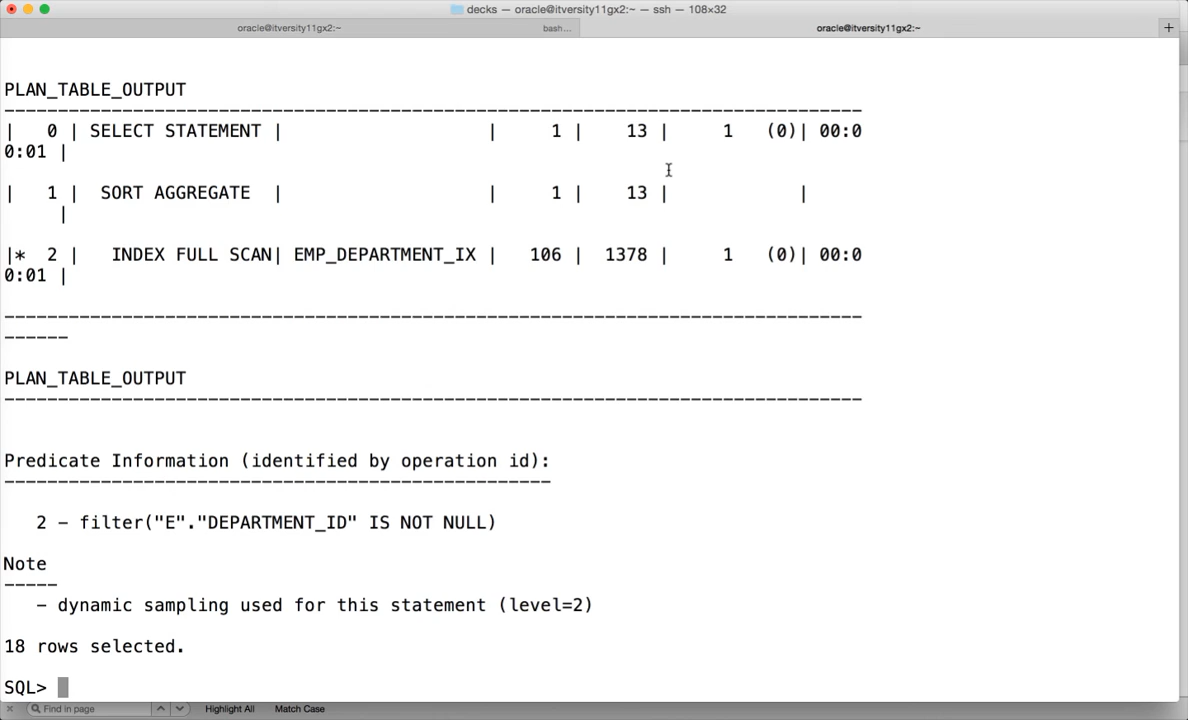 decks — oracle@itversity11gx2:~ — ssh — 108×32
oracle@itversity11gx2:~
bash...
oracle@itversity11gx2:~
+
PLAN_TABLE_OUTPUT
--------------------------------------------------------------------------------
|   0 | SELECT STATEMENT |                   |     1 |    13 |     1   (0)| 00:0
0:01 |
|   1 |  SORT AGGREGATE  |                   |     1 |    13 |            |
     |
|*  2 |   INDEX FULL SCAN| EMP_DEPARTMENT_IX |   106 |  1378 |     1   (0)| 00:0
0:01 |
--------------------------------------------------------------------------------
------
PLAN_TABLE_OUTPUT
--------------------------------------------------------------------------------
Predicate Information (identified by operation id):
---------------------------------------------------
   2 - filter("E"."DEPARTMENT_ID" IS NOT NULL)
Note
-----
   - dynamic sampling used for this statement (level=2)
18 rows selected.
SQL>
Find in page
Highlight All
Match Case